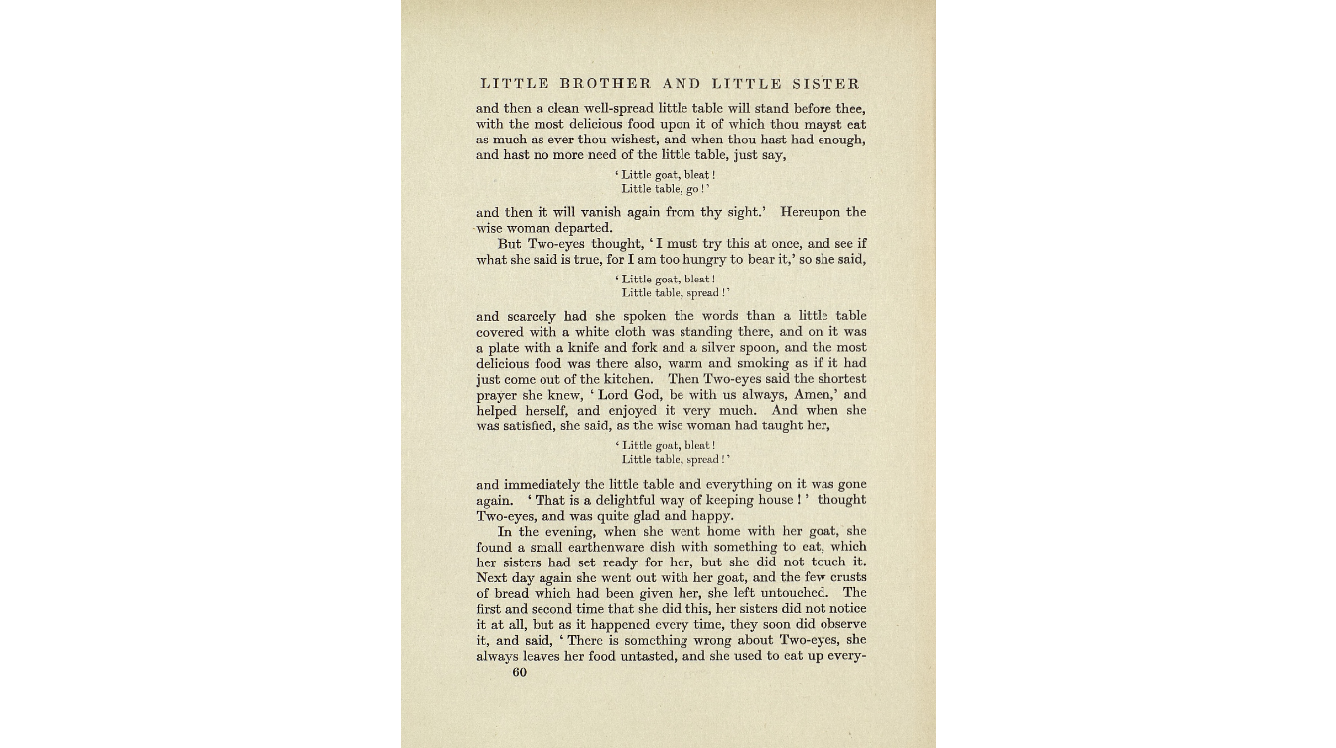 LITTLE BROTHER AND LITTLE SISTER
and then a clean well-spread little table will stand before thee,
with the most delicious food upon it of which thou mayst eat
as much as ever thou wishest, and when thou hast had enough,
and hast no more need of the little table, just say,
‘ Little goat, bleat !
Little table, go ! ’
and then it will vanish again from thy sight.’ Hereupon the
wise woman departed.
But Two-eyes thought, ‘ I must try this at once, and see if
what she said is true, for I am too hungry to bear it,’ so she said,
‘ Little goat, bleat !
Little table, spread ! ’
and scarcely had she spoken the words than a little table
covered with a white cloth was standing there, and on it was
a plate with a knife and fork and a silver spoon, and the most
delicious food was there also, warm and smoking as if it had
just come out of the kitchen. Then Two-eyes said the shortest
prayer she knew, ‘ Lord God, be with us always, Amen,’ and
helped herself, and enjoyed it very much. And when she
was satisfied, she said, as the wise woman had taught her,
‘ Little goat, bleat !
Little table, spread ! ’
and immediately the little table and everything on it was gone
again. ‘ That is a delightful way of keeping house ! ’ thought
Two-eyes, and was quite glad and happy.
In the evening, when she went home with her goat, she
found a small earthenware dish with something to eat, which
her sisters had set ready for her, but she did not touch it.
Next day again she went out with her goat, and the few crusts
of bread which had been given her, she left untouched. The
first and second time that she did this, her sisters did not notice
it at all, but as it happened every time, they soon did observe
it, and said, ‘ There is something wrong about Two-eyes, she
always leaves her food untasted, and she used to eat up every-
60